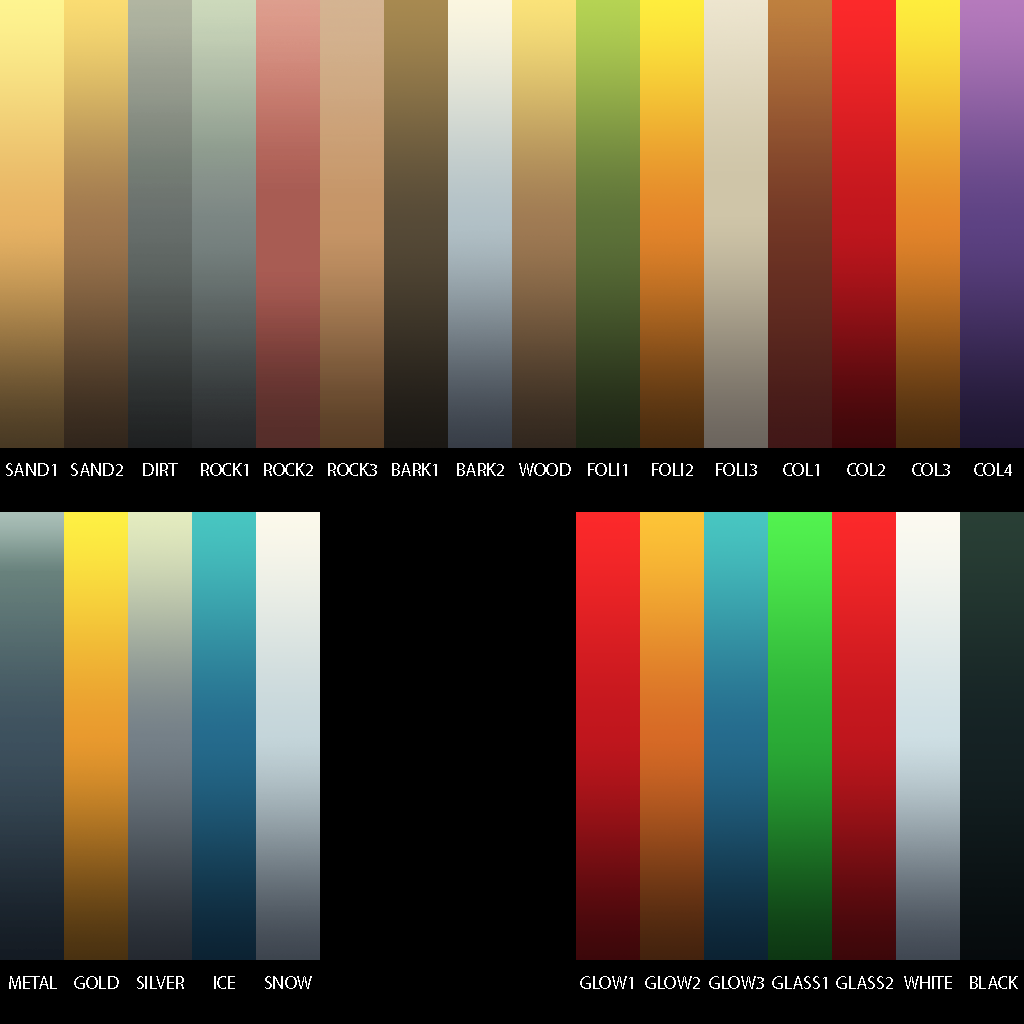 SAND1 SAND2 DIRT ROCK1 ROCK2 ROCK3 BARK1 BARK2 WOOD FOLI1 FOLI2 FOLI3 COL1 COL2 COL3 COL4
METAL GOLD SILVER ICE SNOW GLOW1 GLOW2 GLOW3 GLASS1 GLASS2 WHITE BLACK